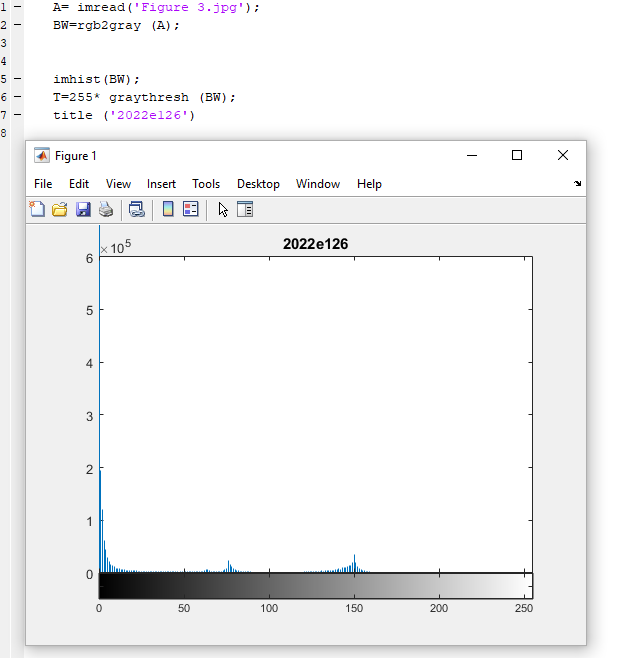 1 – A= imread('Figure 3.jpg');
2 – BW=rgb2gray (A);
3
4
5 – imhist(BW);
6 – T=255* graythresh (BW);
7 – title ('2022e126')
8
Figure 1
File Edit View Insert Tools Desktop Window Help
2022e126
×10^5
6
5
4
3
2
1
0
0 50 100 150 200 250